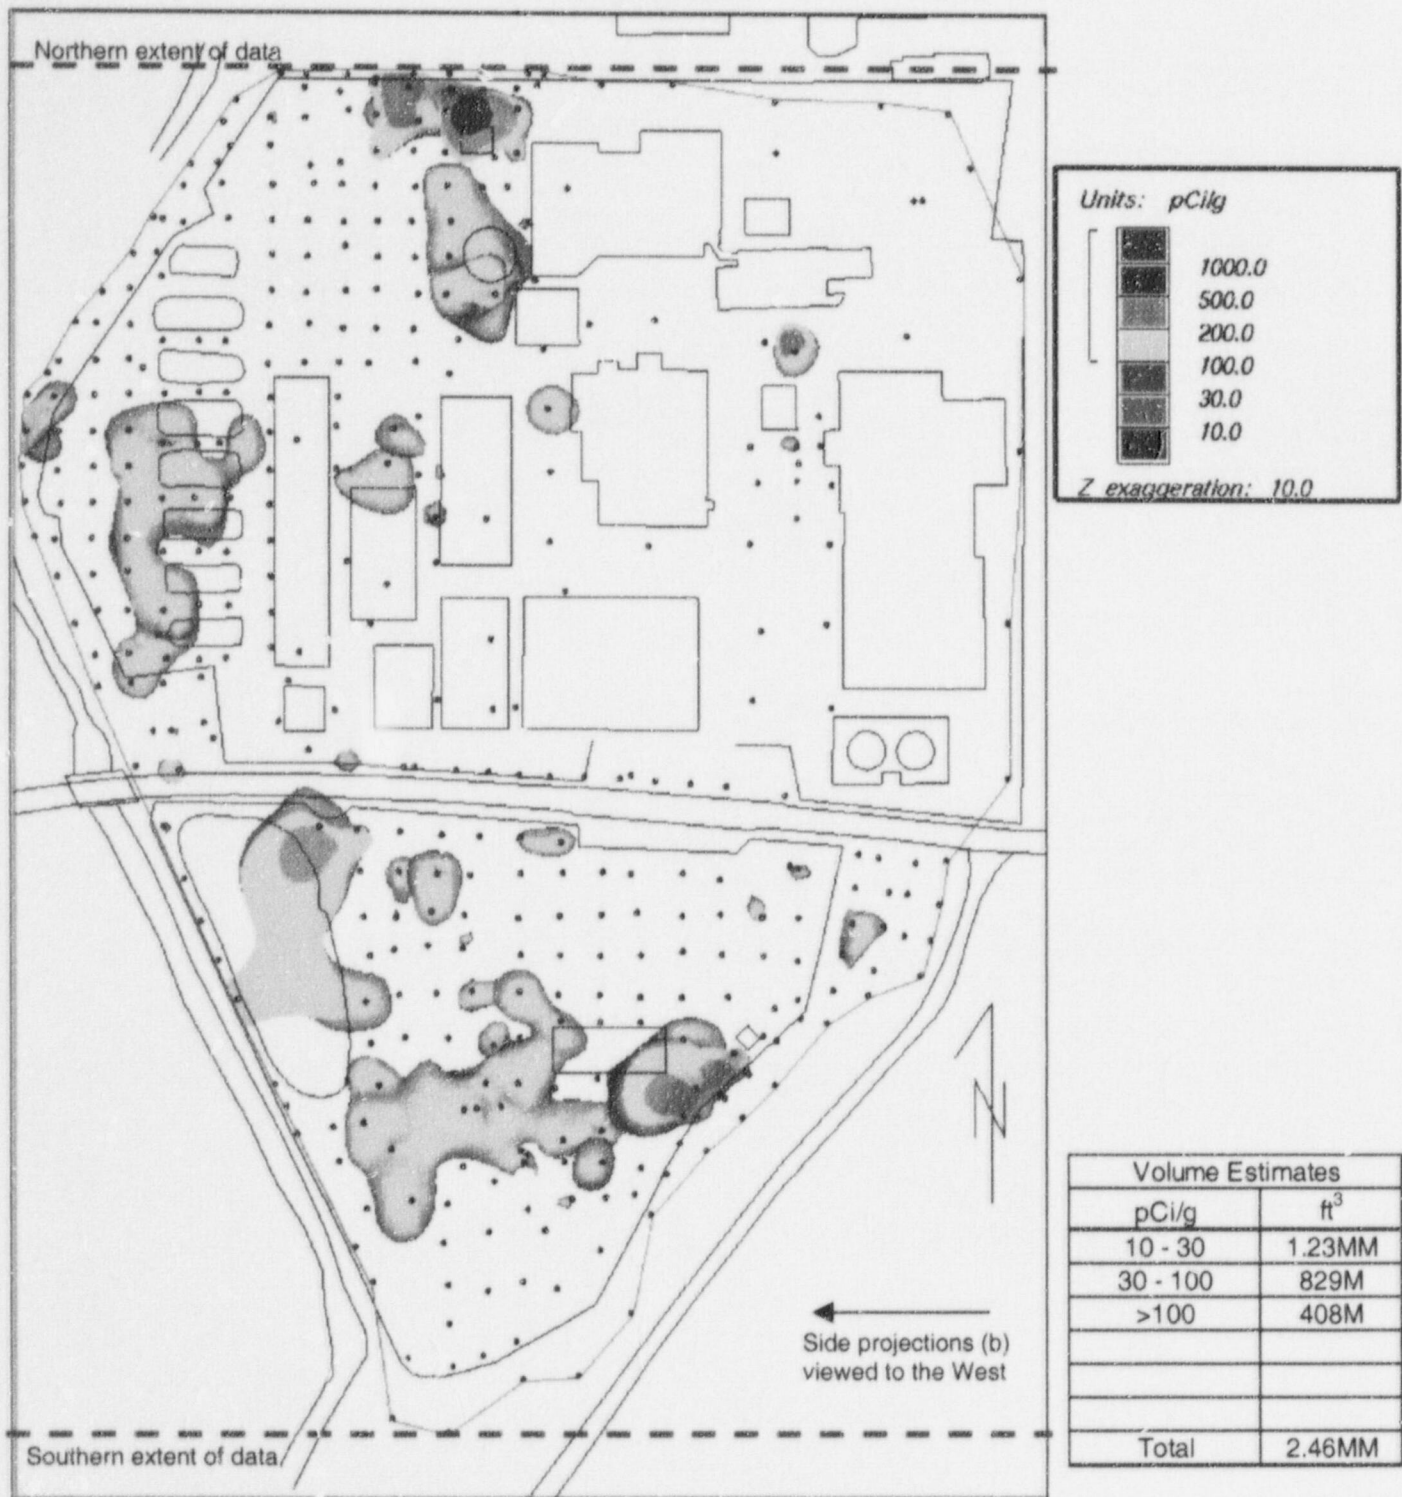 Northern extent of data
Units: pCi/g
1000.0
500.0
200.0
100.0
30.0
10.0
Z exaggeration: 10.0
N
Volume Estimates
pCi/g ft³
10 - 30 1.23MM
30 - 100 829M
>100 408M
Total 2.46MM
Side projections (b)
viewed to the West
Southern extent of data